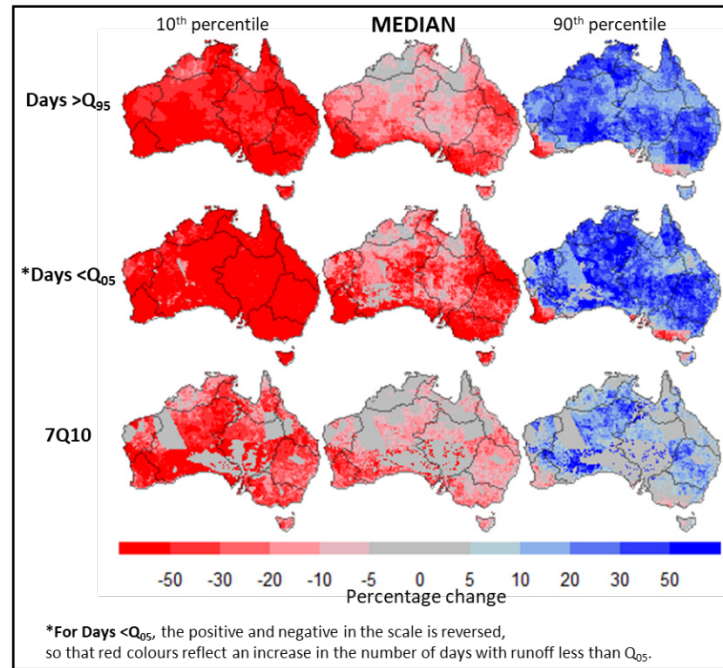 10th percentile MEDIAN 90th percentile
Days >Q95
*Days <Q05
7Q10
-50 -30 -20 -10 -5 0 5 10 20 30 50
Percentage change
*For Days <Q05, the positive and negative in the scale is reversed,
so that red colours reflect an increase in the number of days with runoff less than Q05.